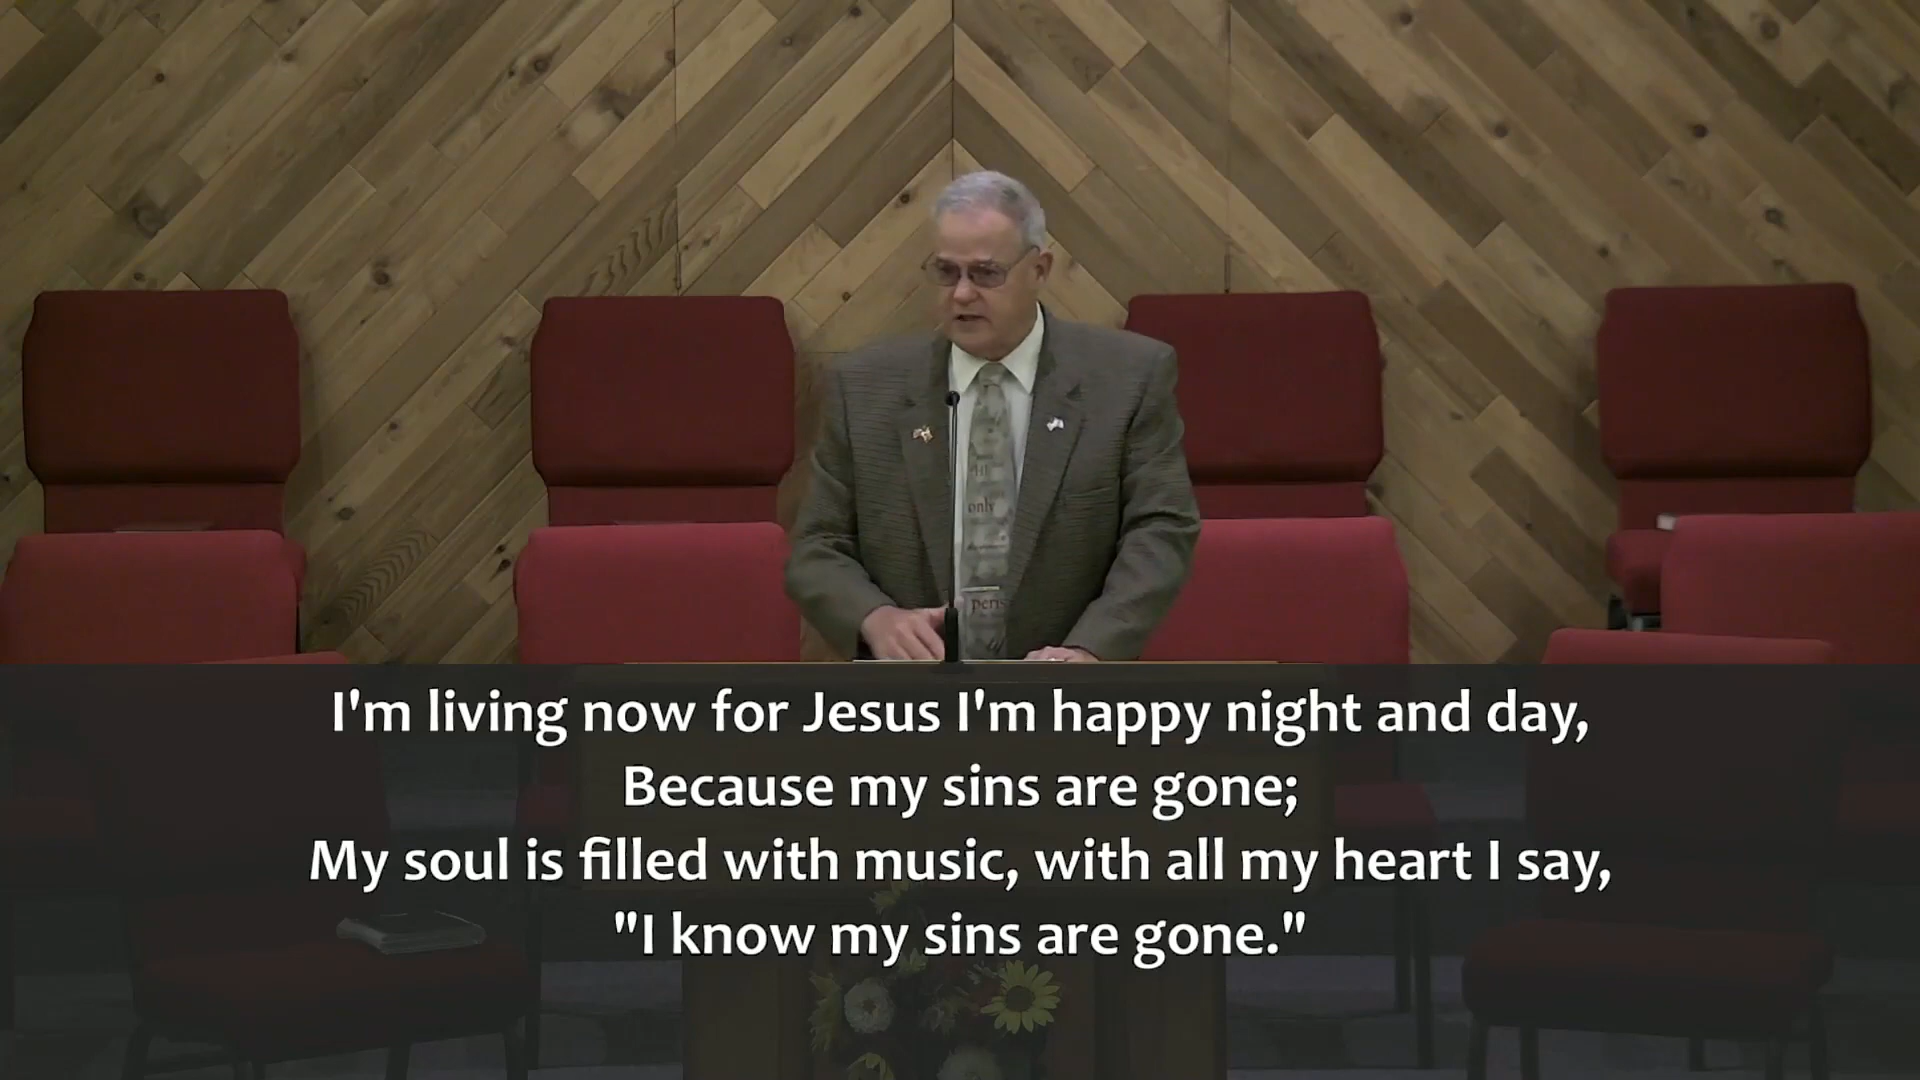 only
I'm living now for Jesus I'm happy night and day,
Because my sins are gone;
My soul is filled with music, with all my heart I say,
"I know my sins are gone."